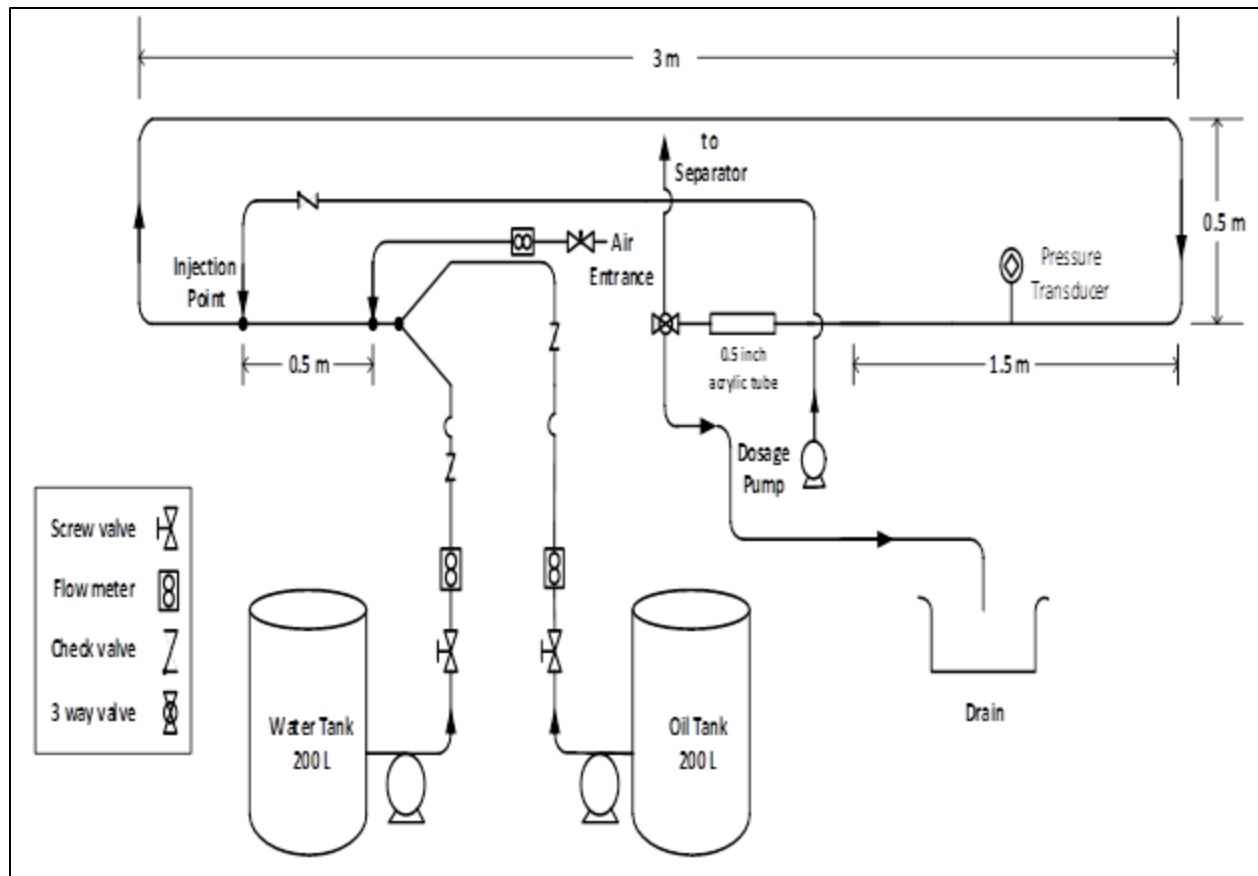 3 m
to
Separator
0.5 m
Air
Entrance
Injection
Point
Pressure
Transducer
0.5 m
0.5 inch
acrylic tube
1.5 m
Dosage
Pump
Screw valve
Flow meter
Check valve
3 way valve
Water Tank
200 L
Oil Tank
200 L
Drain